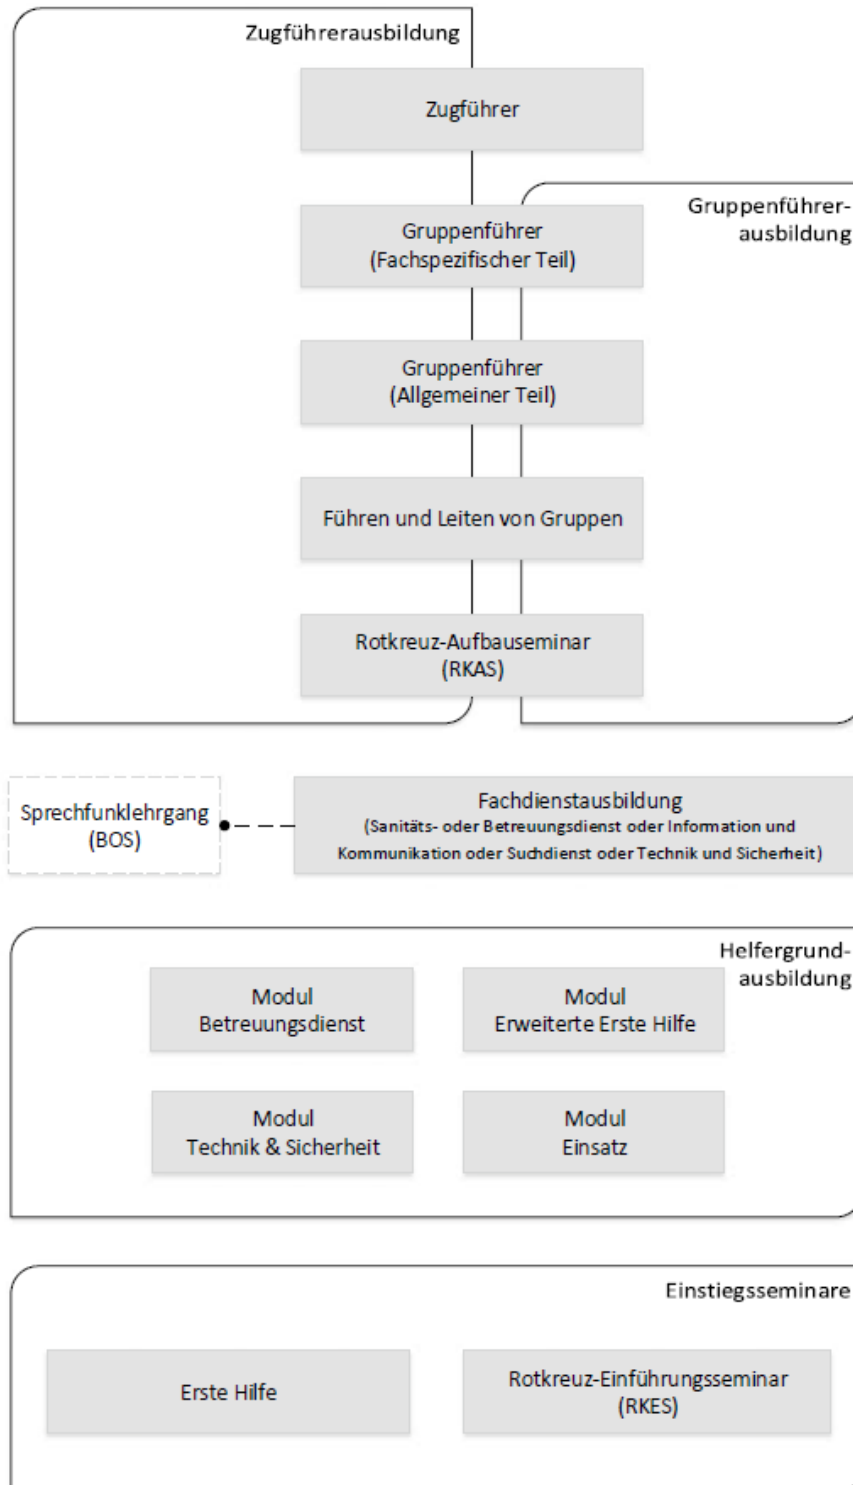 Zugführerausbildung
Zugführer
Gruppenführer-
ausbildung
Gruppenführer
(Fachspezifischer Teil)
Gruppenführer
(Allgemeiner Teil)
Führen und Leiten von Gruppen
Rotkreuz-Aufbauseminar
(RKAS)
Sprechfunklehrgang
(BOS)
Fachdienstausbildung
(Sanitäts- oder Betreuungsdienst oder Information und
Kommunikation oder Suchdienst oder Technik und Sicherheit)
Helfergrund-
ausbildung
Modul
Betreuungsdienst
Modul
Erweiterte Erste Hilfe
Modul
Technik & Sicherheit
Modul
Einsatz
Einstiegsseminare
Erste Hilfe
Rotkreuz-Einführungsseminar
(RKES)